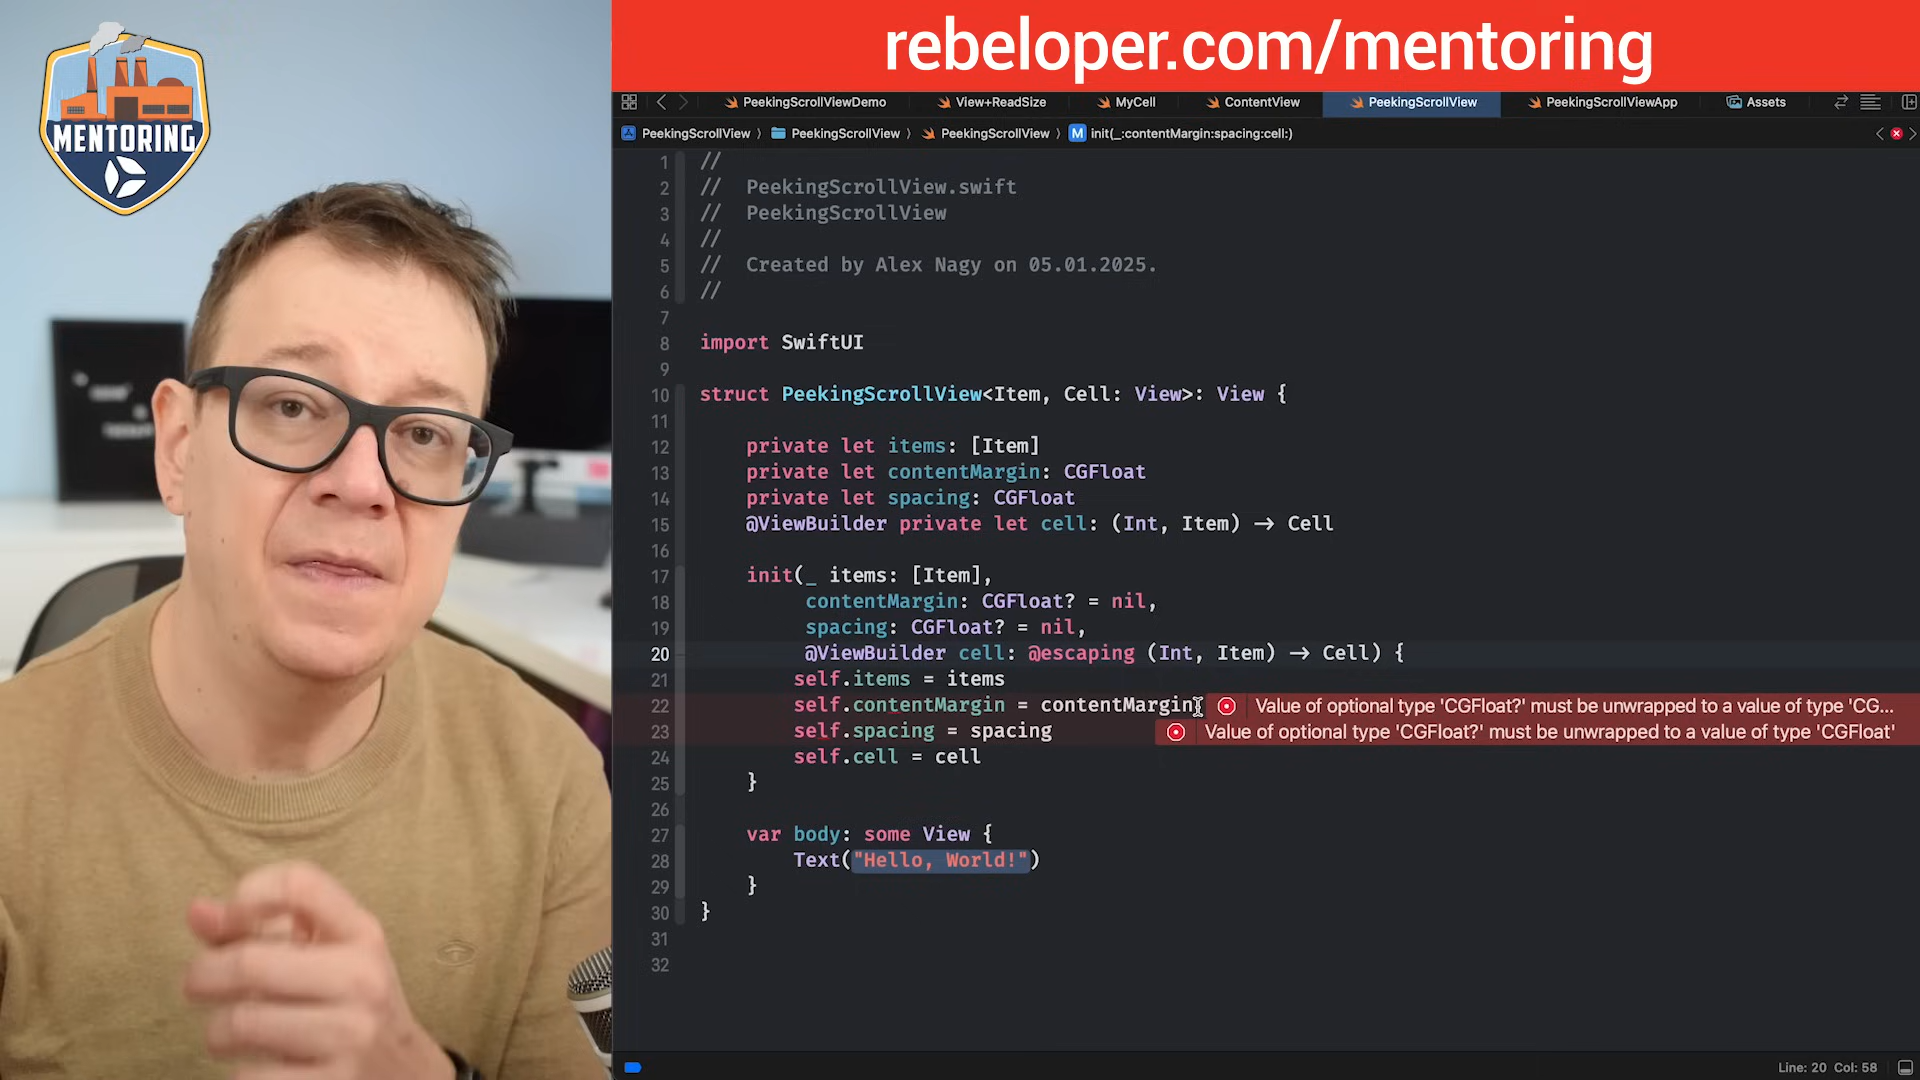 rebeloper.com/mentoring
MENTORING
PeekingScrollViewDemo View+ReadSize MyCell ContentView PeekingScrollView PeekingScrollViewApp Assets
PeekingScrollView PeekingScrollView PeekingScrollView M init(_:contentMargin:spacing:cell:)
1 //
2 // PeekingScrollView.swift
3 // PeekingScrollView
4 //
5 // Created by Alex Nagy on 05.01.2025.
6 //
7
8 import SwiftUI
9
10 struct PeekingScrollView<Item, Cell: View>: View {
11
12 private let items: [Item]
13 private let contentMargin: CGFloat
14 private let spacing: CGFloat
15 @ViewBuilder private let cell: (Int, Item) -> Cell
16
17 init(_ items: [Item],
18 contentMargin: CGFloat? = nil,
19 spacing: CGFloat? = nil,
20 @ViewBuilder cell: @escaping (Int, Item) -> Cell) {
21 self.items = items
22 self.contentMargin = contentMargin Value of optional type 'CGFloat?' must be unwrapped to a value of type 'CG...
23 self.spacing = spacing Value of optional type 'CGFloat?' must be unwrapped to a value of type 'CGFloat'
24 self.cell = cell
25 }
26
27 var body: some View {
28 Text("Hello, World!")
29 }
30 }
31
32
Line: 20 Col: 58